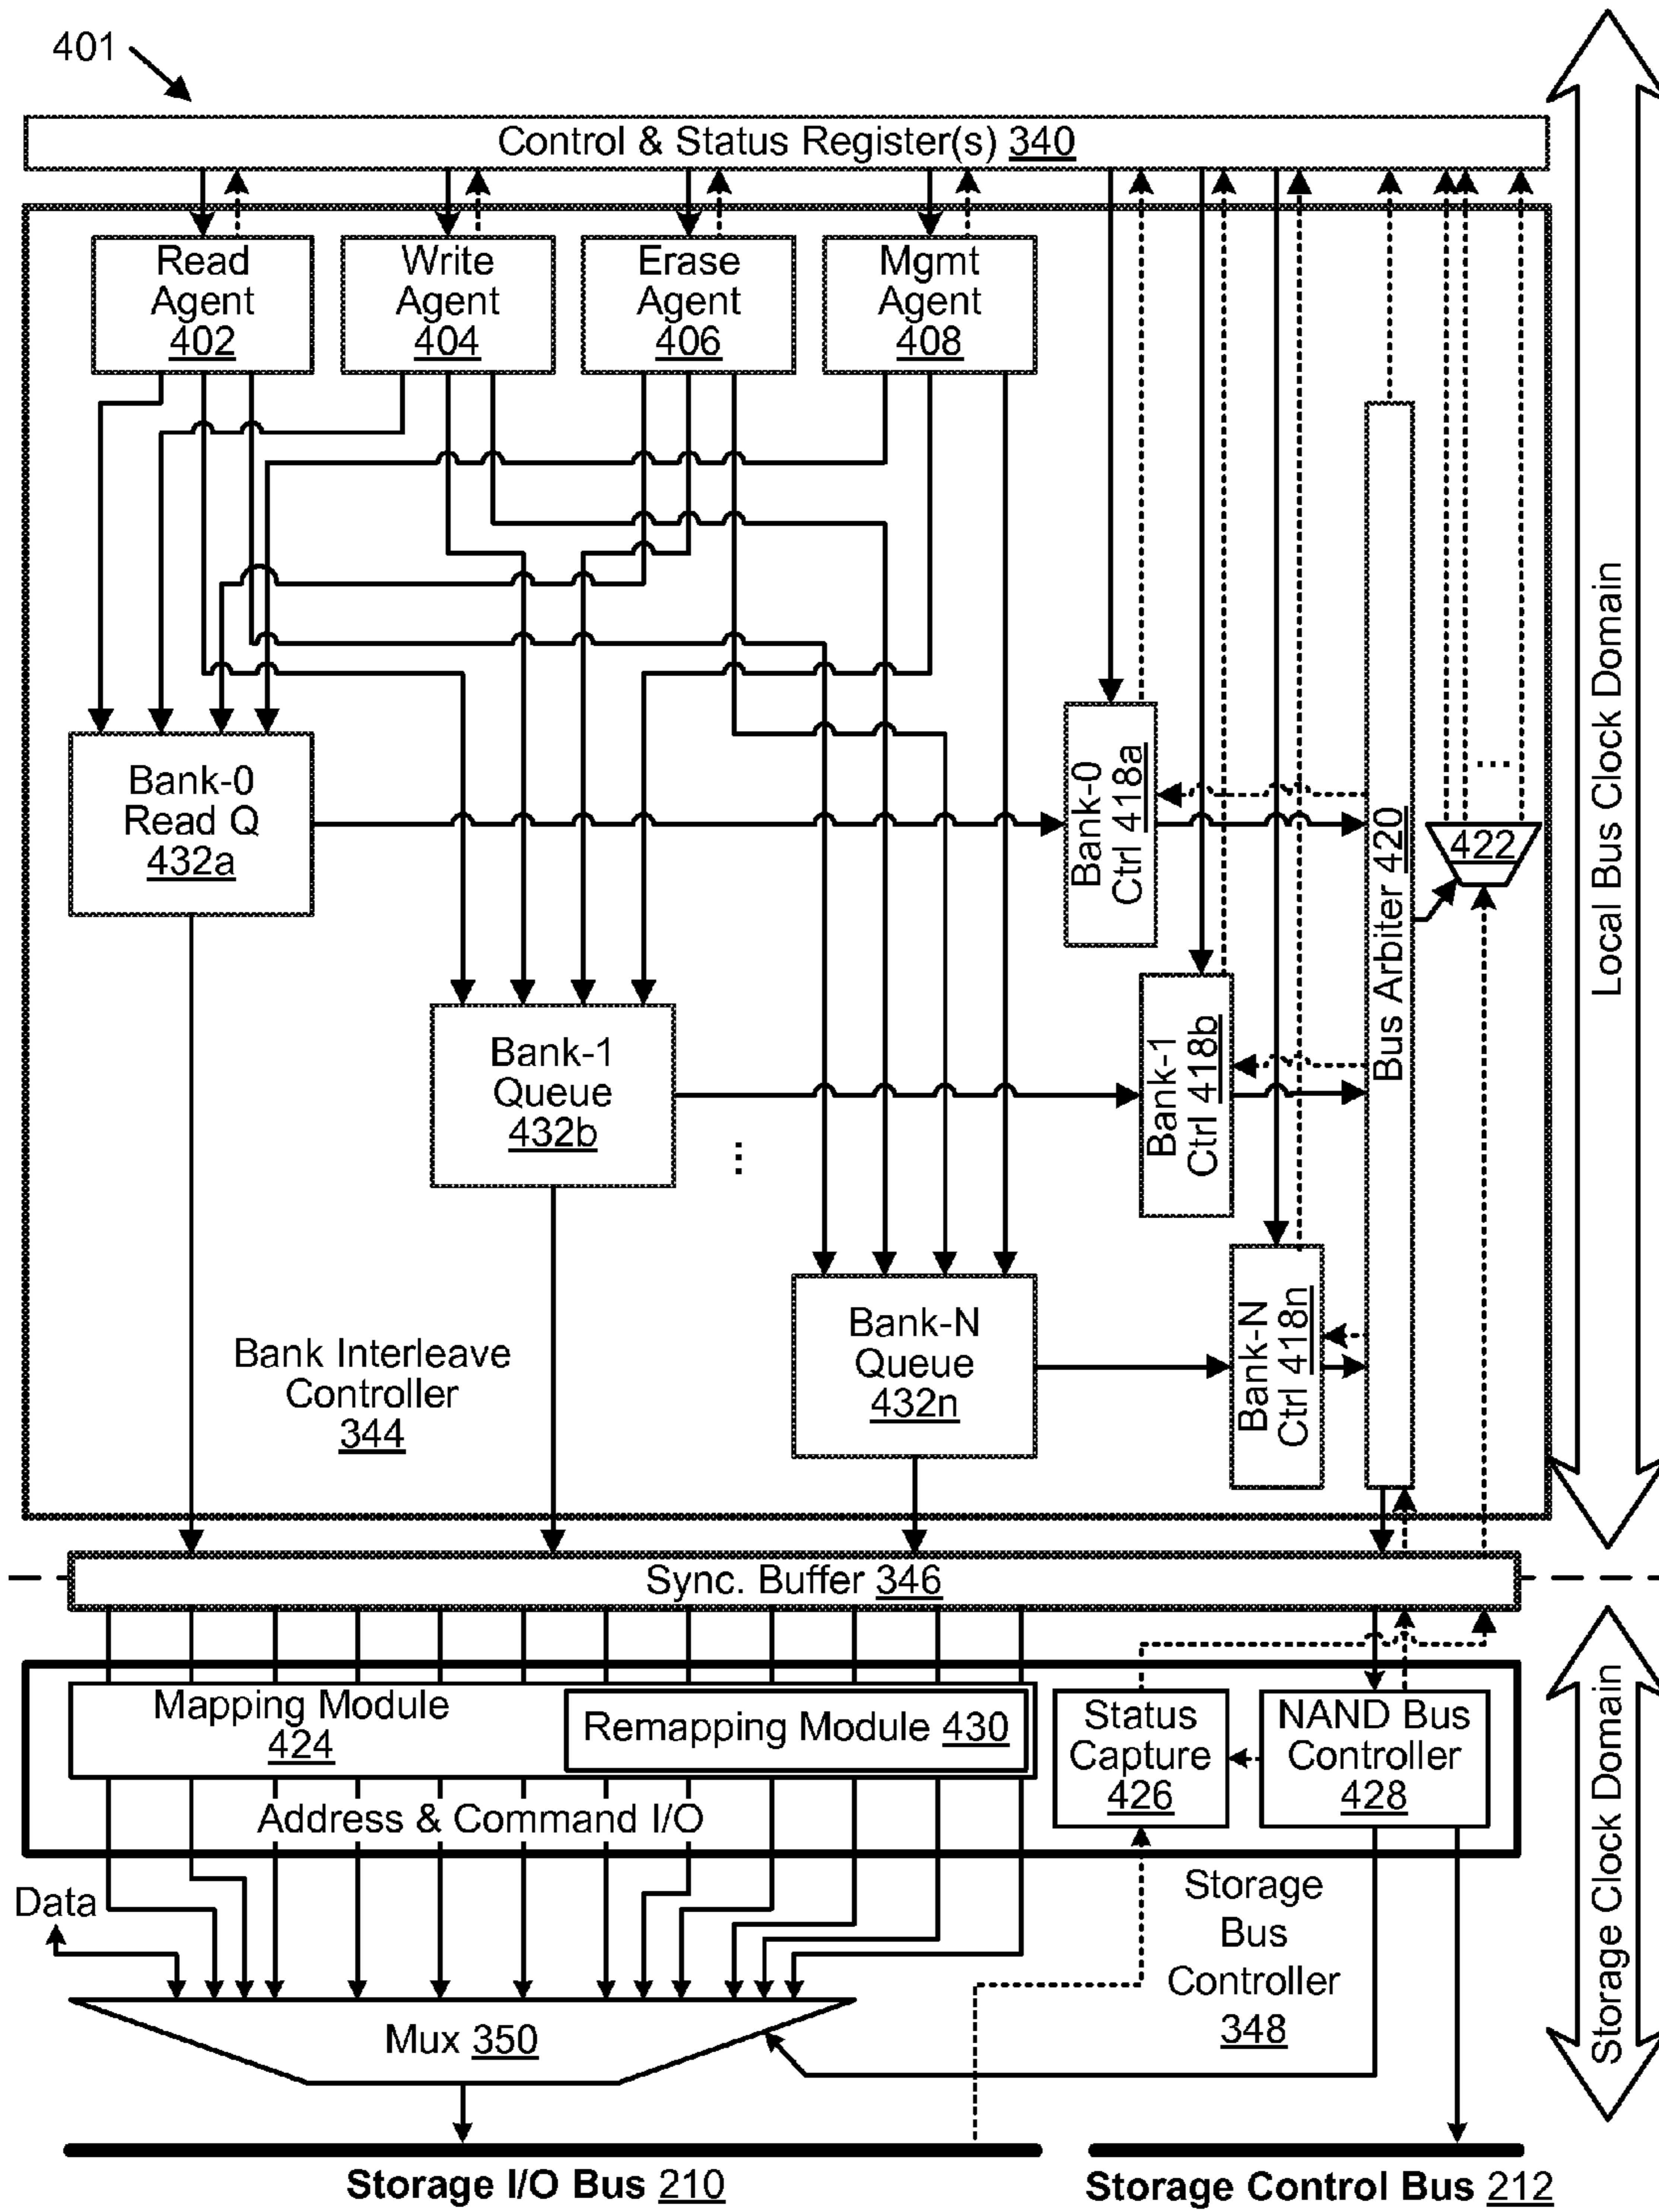 401
Control & Status Register(s) 340
Read
Agent
402
Write
Agent
404
Erase
Agent
406
Mgmt
Agent
408
Bank-0
Read Q
432a
Bank-0
Ctrl 418a
Bus Arbiter 420
...
422
Local Bus Clock Domain
Bank-1
Queue
432b
...
Bank-1
Ctrl 418b
Bank-N
Queue
432n
Bank-N
Ctrl 418n
Bank Interleave
Controller
344
Sync. Buffer 346
Mapping Module
424
Remapping Module 430
Status
Capture
426
NAND Bus
Controller
428
Address & Command I/O
Storage Clock Domain
Data
Storage
Bus
Controller
348
Mux 350
Storage I/O Bus 210
Storage Control Bus 212